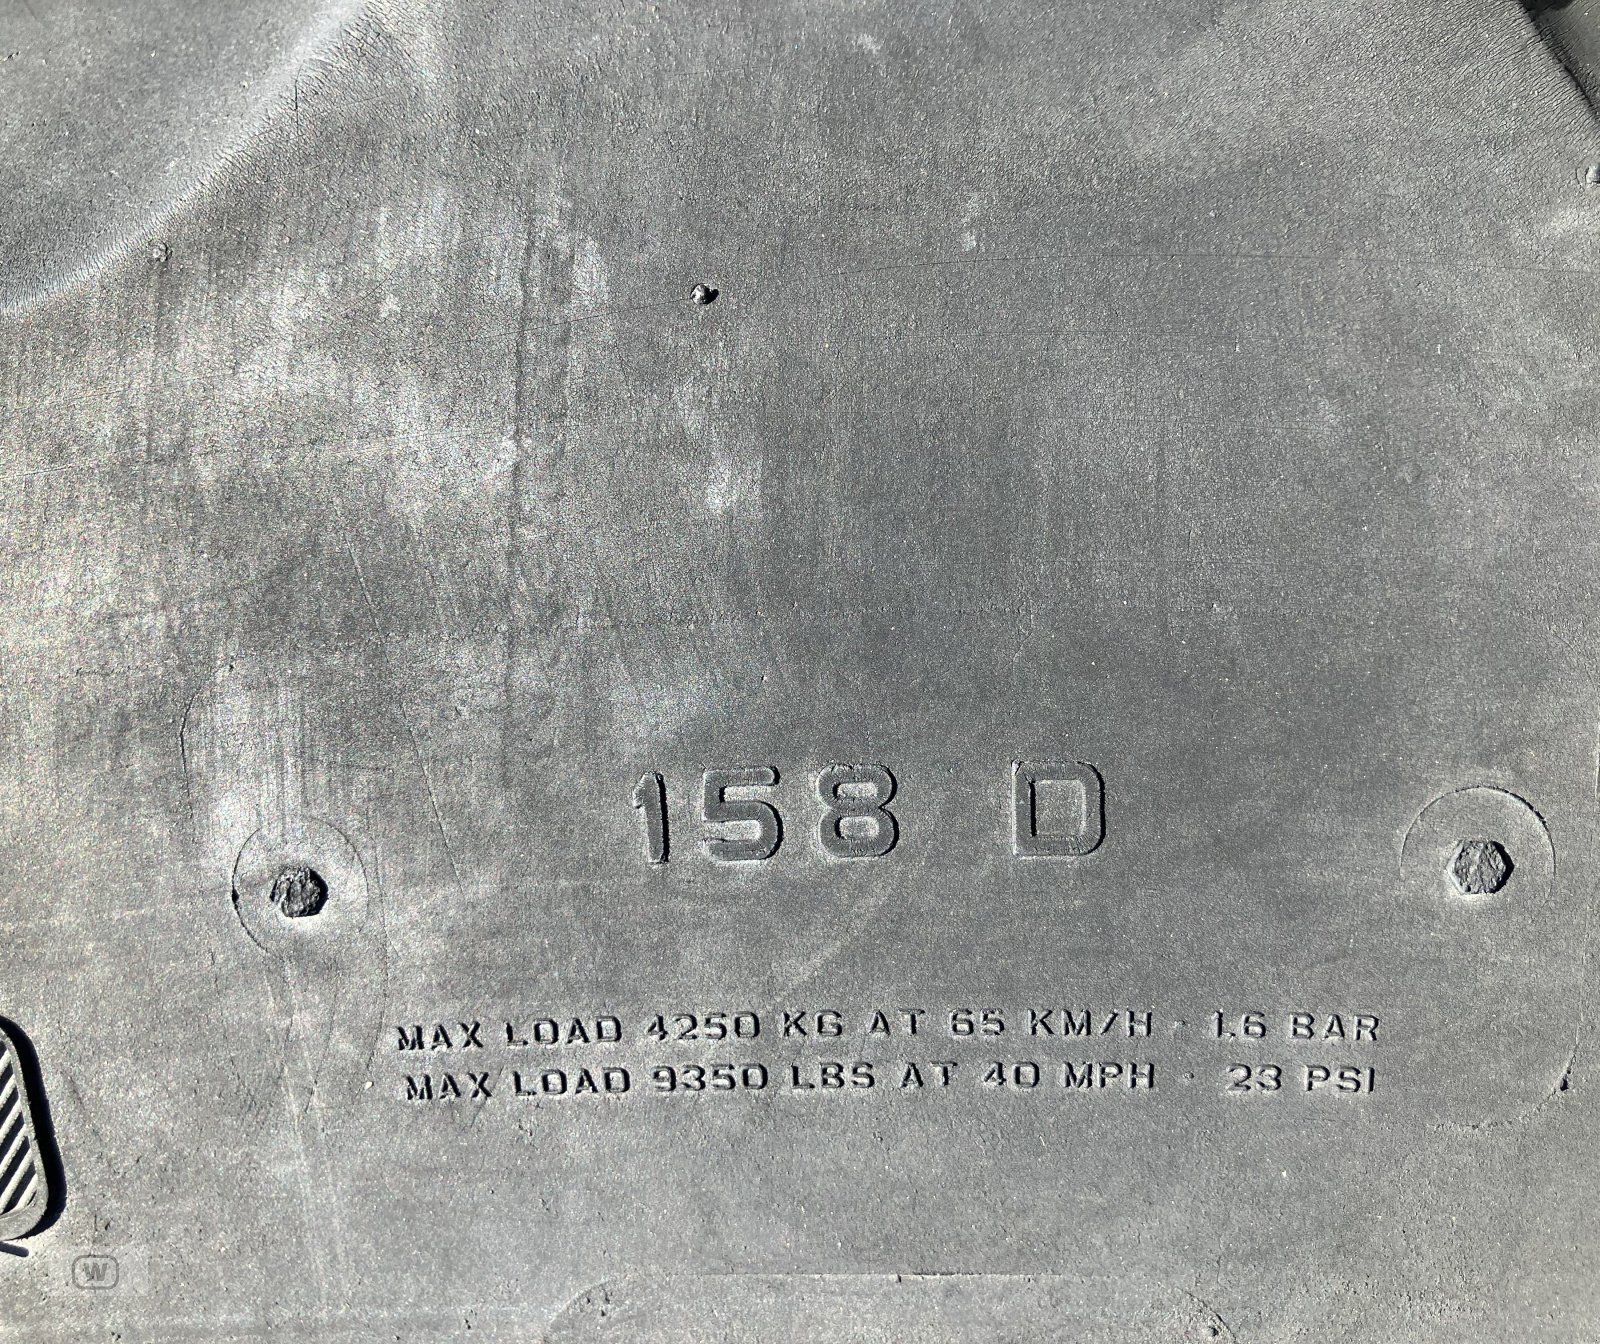 158 D
MAX LOAD 4250 KG AT 65 KM/H · 1.6 BAR
MAX LOAD 9350 LBS AT 40 MPH · 23 PSI
W